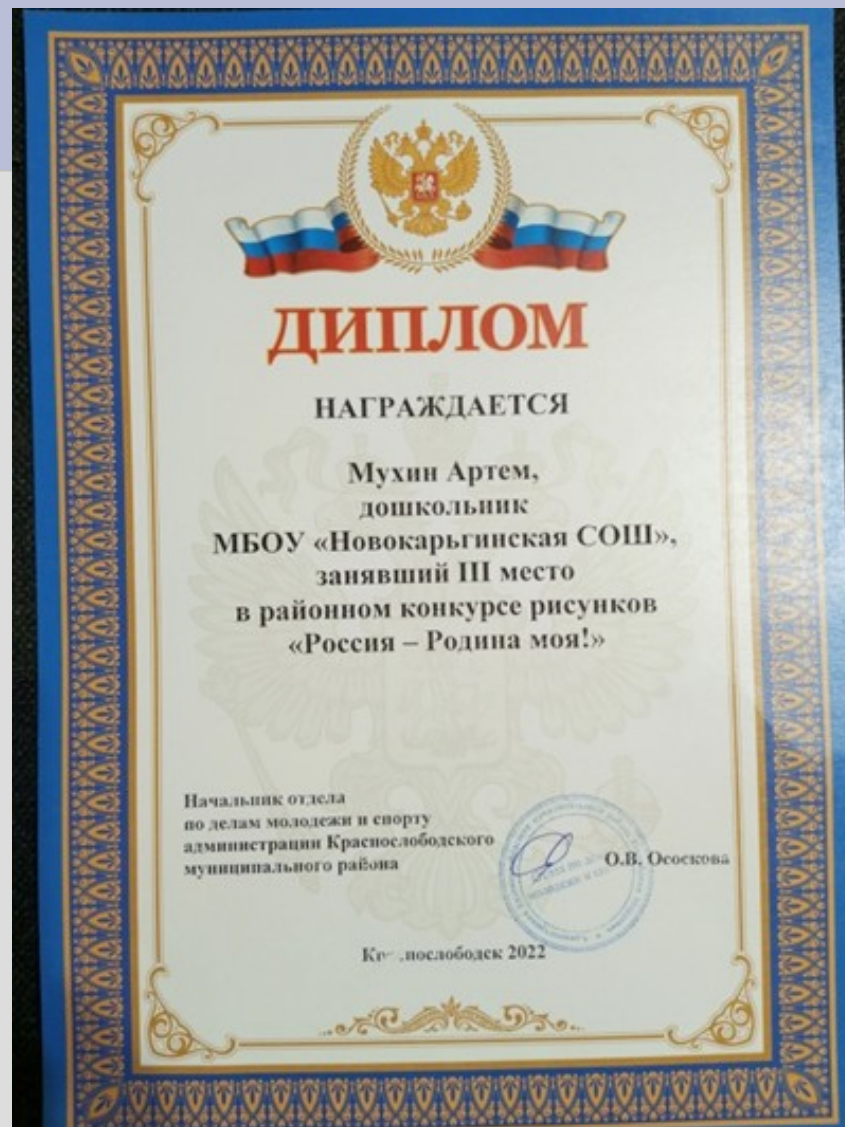 ДИПЛОМ
НАГРАЖДАЕТСЯ
Мухин Артем,
дошкольник
МБОУ «Новокарьгинская СОШ»,
занявший III место
в районном конкурсе рисунков
«Россия – Родина моя!»
Начальник отдела
по делам молодежи и спорту
администрации Краснослободского
муниципального района
О.В. Ососкова
2022